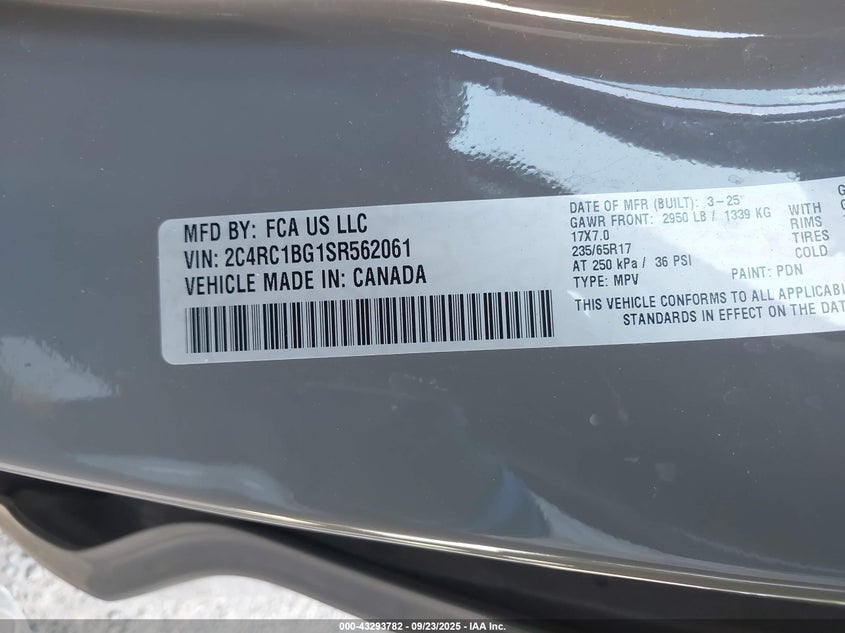 MFD BY: FCA US LLC
VIN: 2C4RC1BG1SR562061
VEHICLE MADE IN: CANADA
DATE OF MFR (BUILT): 3-25
GAWR FRONT: 2950 LB / 1339 KG WITH
17X7.0 RIMS
235/65R17 TIRES
AT 250 kPa / 36 PSI COLD
TYPE: MPV PAINT: PDN
THIS VEHICLE CONFORMS TO ALL
STANDARDS IN EFFECT ON THE
000-43293782 - 09/23/2025 - IAA Inc.